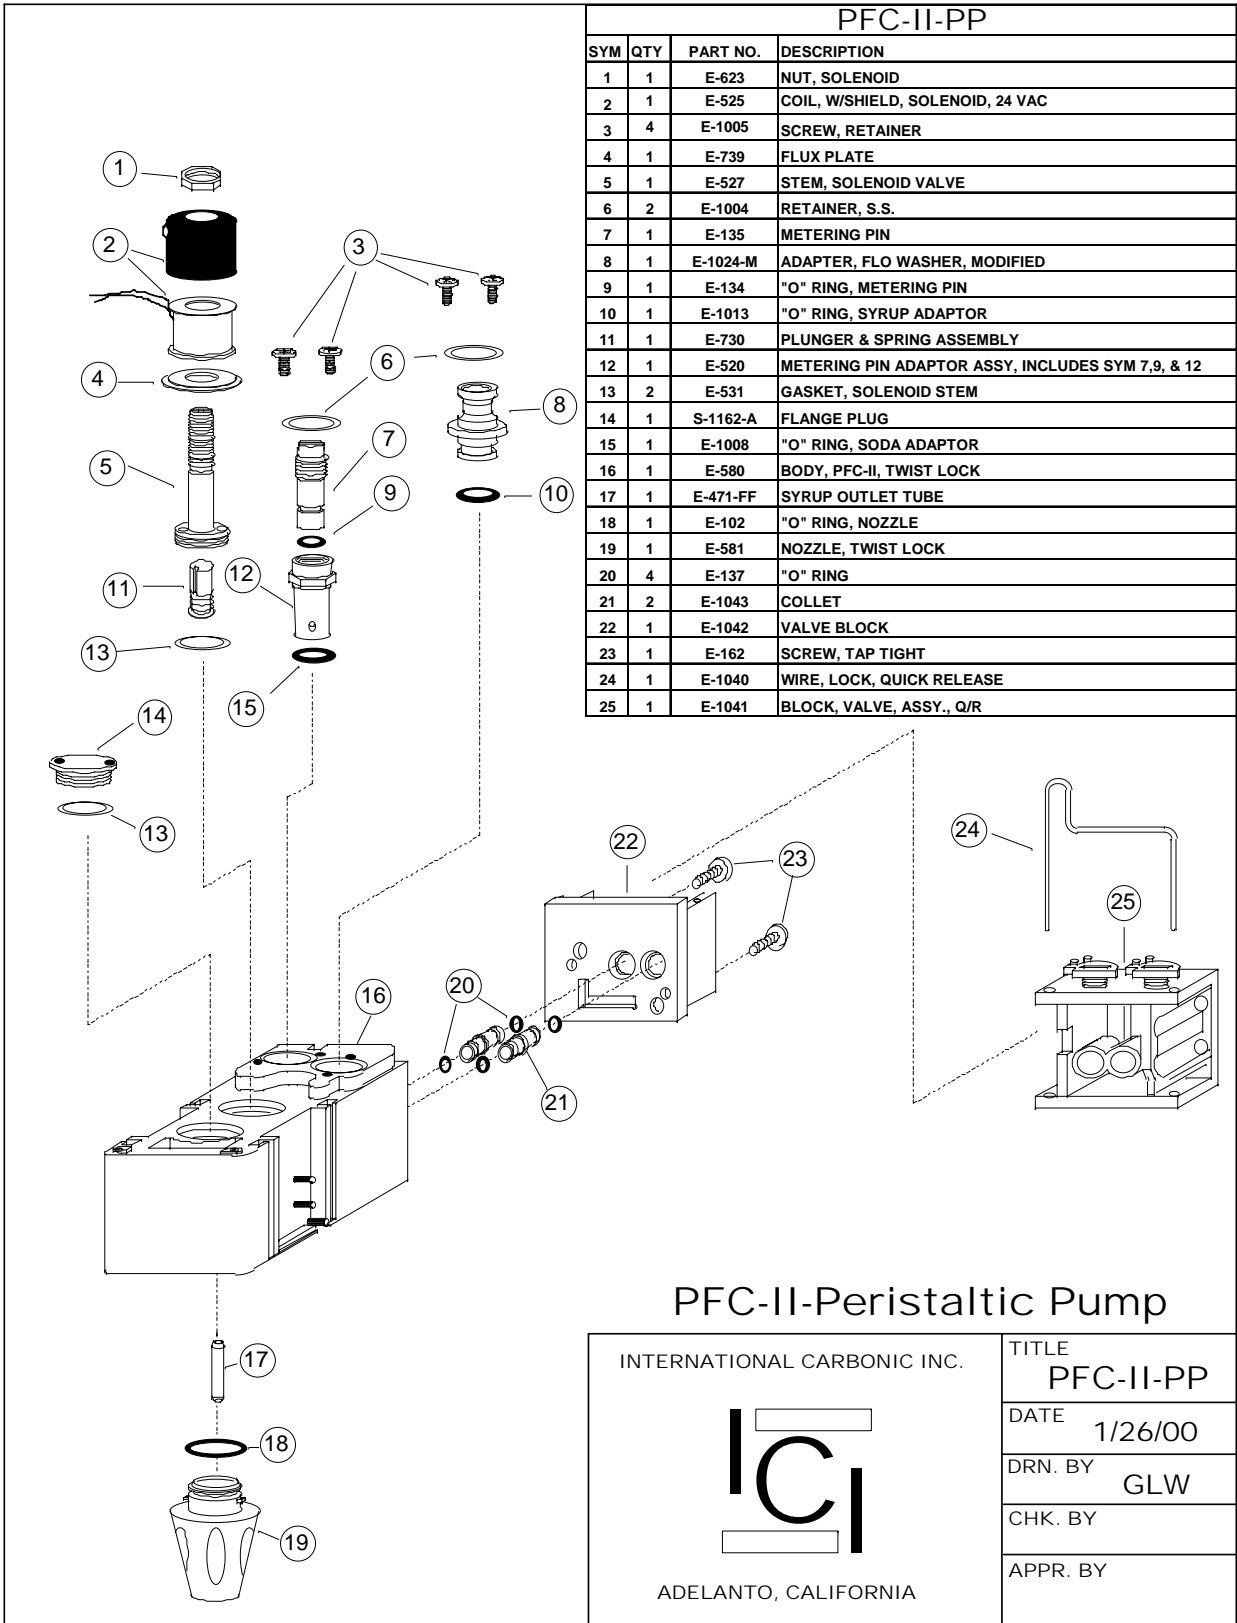 PFC-II-PP
SYM QTY PART NO. DESCRIPTION
1 1 E-623 NUT, SOLENOID
2 1 E-525 COIL, W/SHIELD, SOLENOID, 24 VAC
3 4 E-1005 SCREW, RETAINER
4 1 E-739 FLUX PLATE
5 1 E-527 STEM, SOLENOID VALVE
6 2 E-1004 RETAINER, S.S.
7 1 E-135 METERING PIN
8 1 E-1024-M ADAPTER, FLO WASHER, MODIFIED
9 1 E-134 "O" RING, METERING PIN
10 1 E-1013 "O" RING, SYRUP ADAPTOR
11 1 E-730 PLUNGER & SPRING ASSEMBLY
12 1 E-520 METERING PIN ADAPTOR ASSY, INCLUDES SYM 7,9, & 12
13 2 E-531 GASKET, SOLENOID STEM
14 1 S-1162-A FLANGE PLUG
15 1 E-1008 "O" RING, SODA ADAPTOR
16 1 E-580 BODY, PFC-II, TWIST LOCK
17 1 E-471-FF SYRUP OUTLET TUBE
18 1 E-102 "O" RING, NOZZLE
19 1 E-581 NOZZLE, TWIST LOCK
20 4 E-137 "O" RING
21 2 E-1043 COLLET
22 1 E-1042 VALVE BLOCK
23 1 E-162 SCREW, TAP TIGHT
24 1 E-1040 WIRE, LOCK, QUICK RELEASE
25 1 E-1041 BLOCK, VALVE, ASSY., Q/R
1
2
3
4
6
8
5
7
9
10
11
12
13
15
14
13
24
22
23
25
16
20
21
17
18
19
PFC-II-Peristaltic Pump
INTERNATIONAL CARBONIC INC.
ICI
ADELANTO, CALIFORNIA
TITLE
PFC-II-PP
DATE 1/26/00
DRN. BY GLW
CHK. BY
APPR. BY